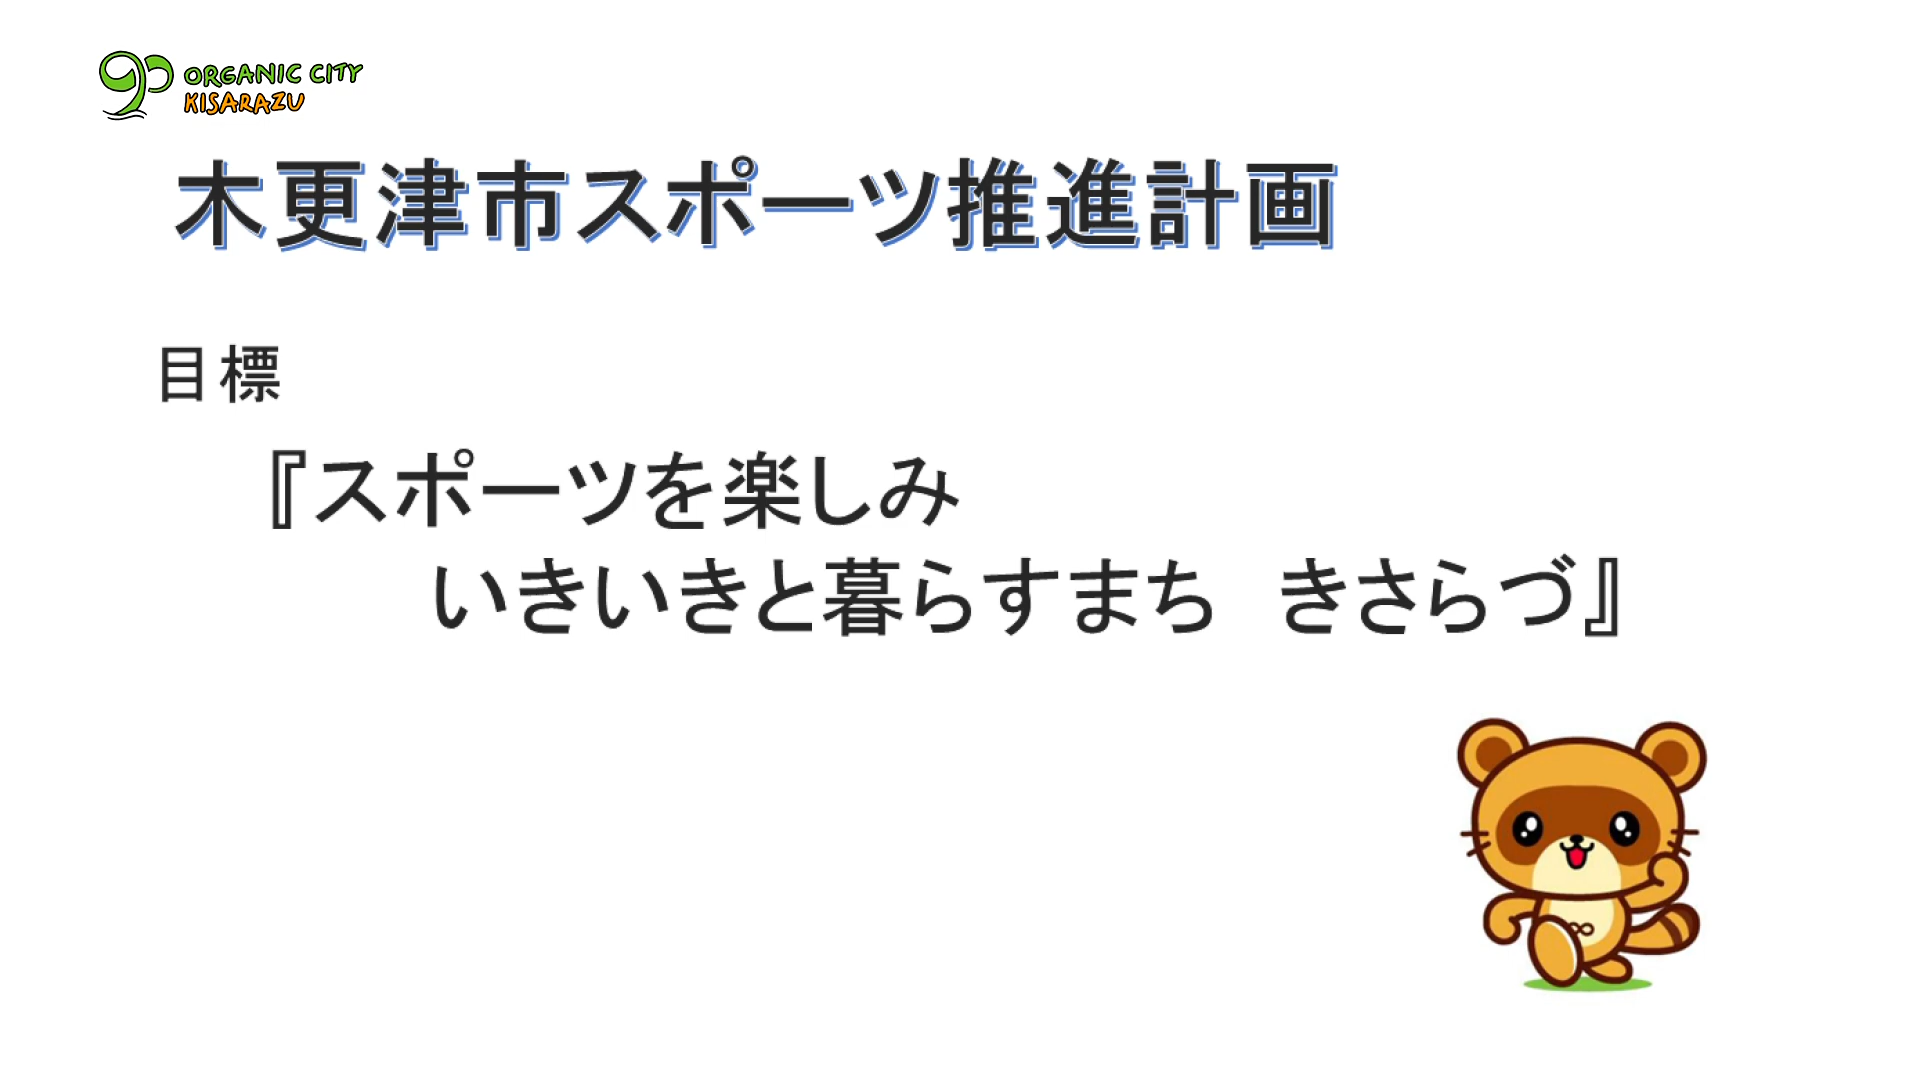 ORGANIC CITY
KISARAZU
木更津市スポーツ推進計画
目標
『スポーツを楽しみ
いきいきと暮らすまち　きさらづ』